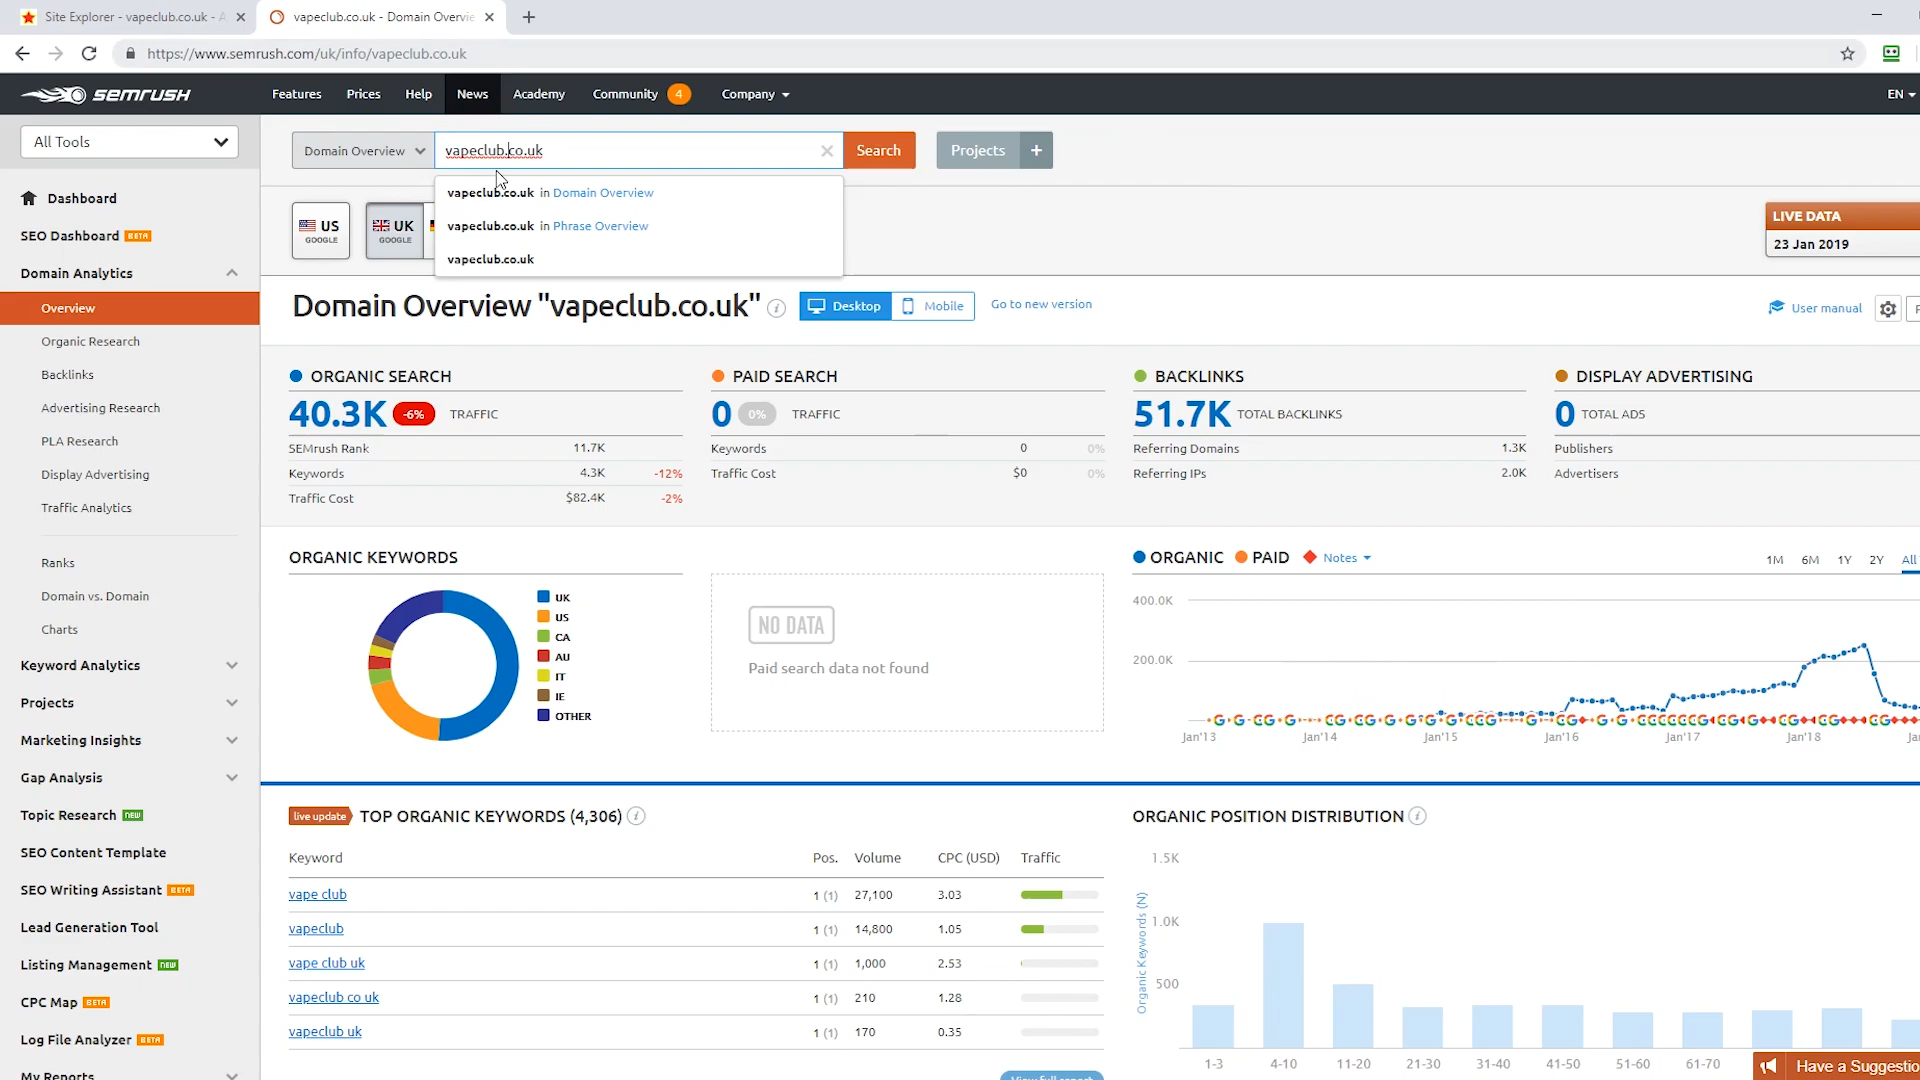 Site Explorer - vapeclub.co.uk - A
vapeclub.co.uk - Domain Overvie
https://www.semrush.com/uk/info/vapeclub.co.uk
semrush
Features Prices Help News Academy Community 4 Company
EN
All Tools
Domain Overview
vapeclub.co.uk
Search
Projects +
vapeclub.co.uk in Domain Overview
vapeclub.co.uk in Phrase Overview
vapeclub.co.uk
US GOOGLE
UK GOOGLE
LIVE DATA
23 Jan 2019
Dashboard
SEO Dashboard BETA
Domain Analytics
Overview
Organic Research
Backlinks
Advertising Research
PLA Research
Display Advertising
Traffic Analytics
Ranks
Domain vs. Domain
Charts
Keyword Analytics
Projects
Marketing Insights
Gap Analysis
Topic Research NEW
SEO Content Template
SEO Writing Assistant BETA
Lead Generation Tool
Listing Management NEW
CPC Map BETA
Log File Analyzer BETA
My Reports
Domain Overview "vapeclub.co.uk" i
Desktop
Mobile
Go to new version
User manual
ORGANIC SEARCH
40.3K -6% TRAFFIC
SEMrush Rank 11.7K
Keywords 4.3K -12%
Traffic Cost $82.4K -2%
PAID SEARCH
0 0% TRAFFIC
Keywords 0 0%
Traffic Cost $0 0%
BACKLINKS
51.7K TOTAL BACKLINKS
Referring Domains 1.3K
Referring IPs 2.0K
DISPLAY ADVERTISING
0 TOTAL ADS
Publishers
Advertisers
ORGANIC KEYWORDS
UK
US
CA
AU
IT
IE
OTHER
NO DATA
Paid search data not found
ORGANIC PAID Notes
1M 6M 1Y 2Y All
400.0K
200.0K
Jan'13 Jan'14 Jan'15 Jan'16 Jan'17 Jan'18
live update TOP ORGANIC KEYWORDS (4,306) i
Keyword Pos. Volume CPC (USD) Traffic
vape club 1 (1) 27,100 3.03
vapeclub 1 (1) 14,800 1.05
vape club uk 1 (1) 1,000 2.53
vapeclub co uk 1 (1) 210 1.28
vapeclub uk 1 (1) 170 0.35
View full report
ORGANIC POSITION DISTRIBUTION i
Organic Keywords (N)
1.5K
1.0K
500
1-3 4-10 11-20 21-30 31-40 41-50 51-60 61-70
Have a Suggestio